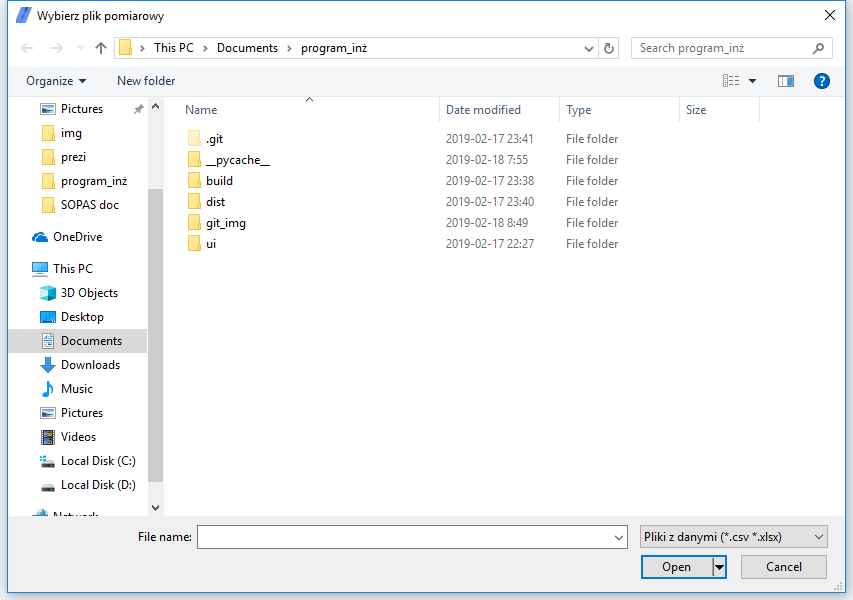 Wybierz plik pomiarowy
This PC > Documents > program_inż
Search program_inż
Organize
New folder
?
Pictures
img
prezi
program_inż
SOPAS doc
OneDrive
This PC
3D Objects
Desktop
Documents
Downloads
Music
Pictures
Videos
Local Disk (C:)
Local Disk (D:)
Network
Name Date modified Type Size
.git 2019-02-17 23:41 File folder
__pycache__ 2019-02-18 7:55 File folder
build 2019-02-17 23:38 File folder
dist 2019-02-17 23:40 File folder
git_img 2019-02-18 8:49 File folder
ui 2019-02-17 22:27 File folder
File name:
Pliki z danymi (*.csv *.xlsx)
Open
Cancel